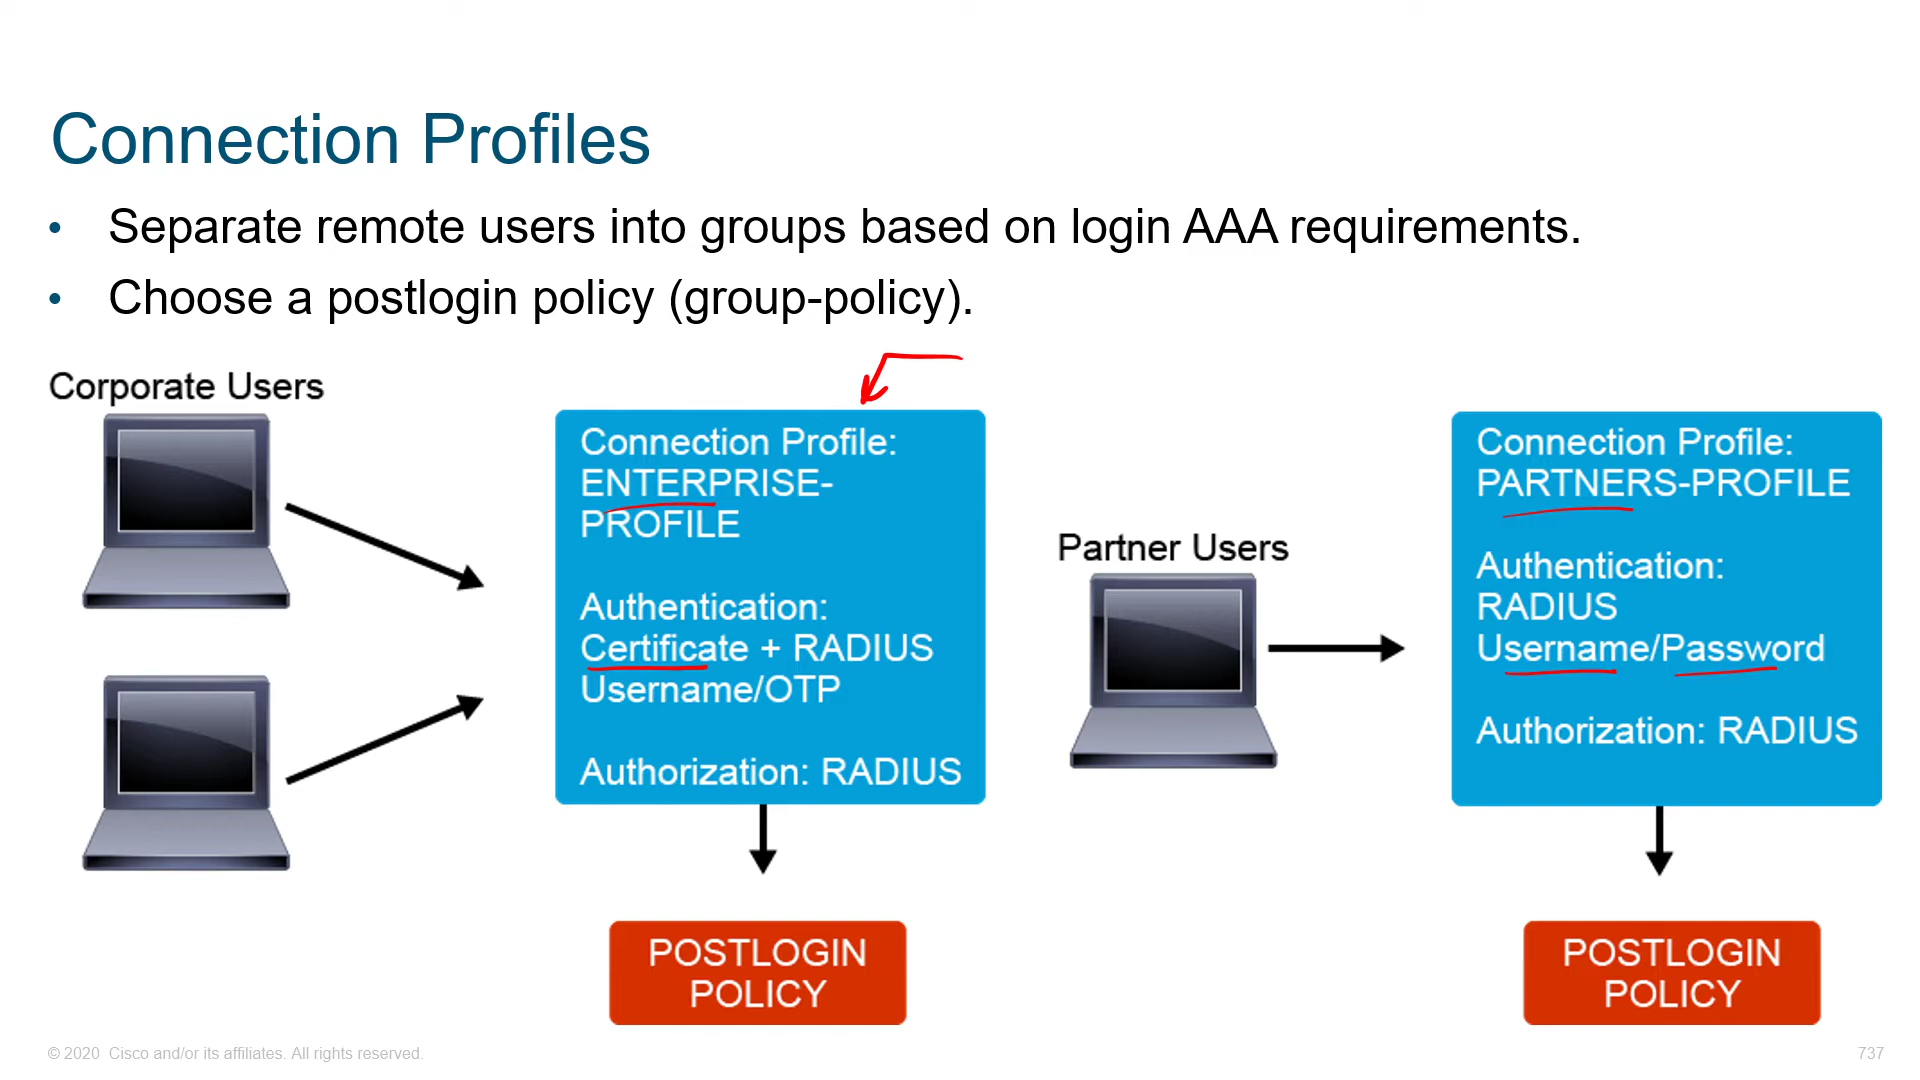 Connection Profiles
• Separate remote users into groups based on login AAA requirements.
• Choose a postlogin policy (group-policy).
Corporate Users
Connection Profile:
ENTERPRISE-
PROFILE
Authentication:
Certificate + RADIUS
Username/OTP
Authorization: RADIUS
POSTLOGIN
POLICY
Partner Users
Connection Profile:
PARTNERS-PROFILE
Authentication:
RADIUS
Username/Password
Authorization: RADIUS
POSTLOGIN
POLICY
© 2020 Cisco and/or its affiliates. All rights reserved.
737